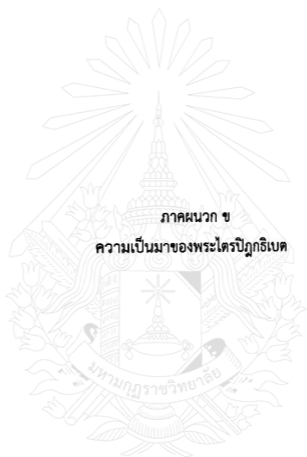 ภาคผนวก ข
ความเป็นมาของพระไตรปิฎกธิเบต
มหามกุฏราชวิทยาลัย